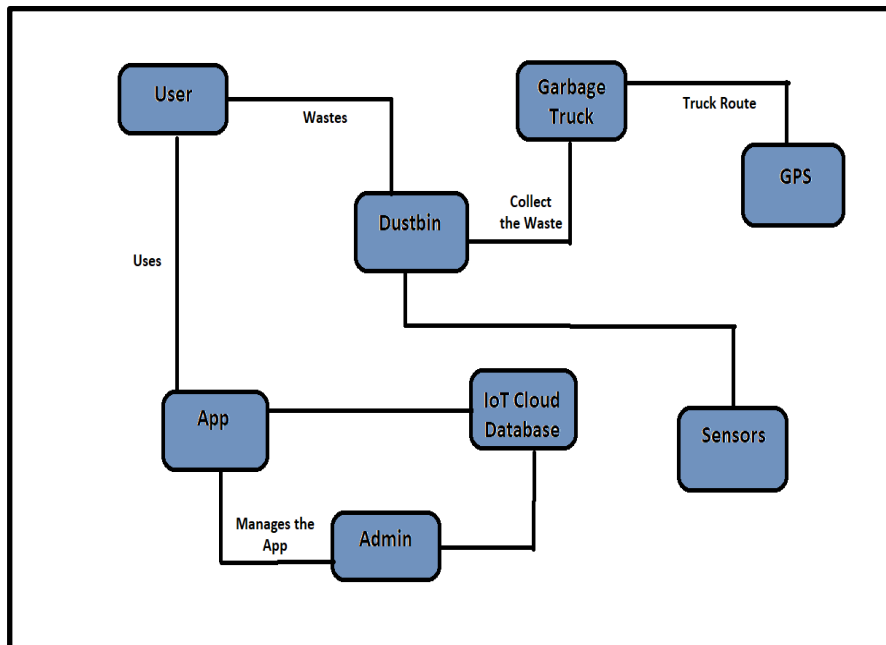 User
Wastes
Garbage
Truck
Truck Route
GPS
Dustbin
Collect
the Waste
Uses
App
IoT Cloud
Database
Sensors
Manages the
App
Admin